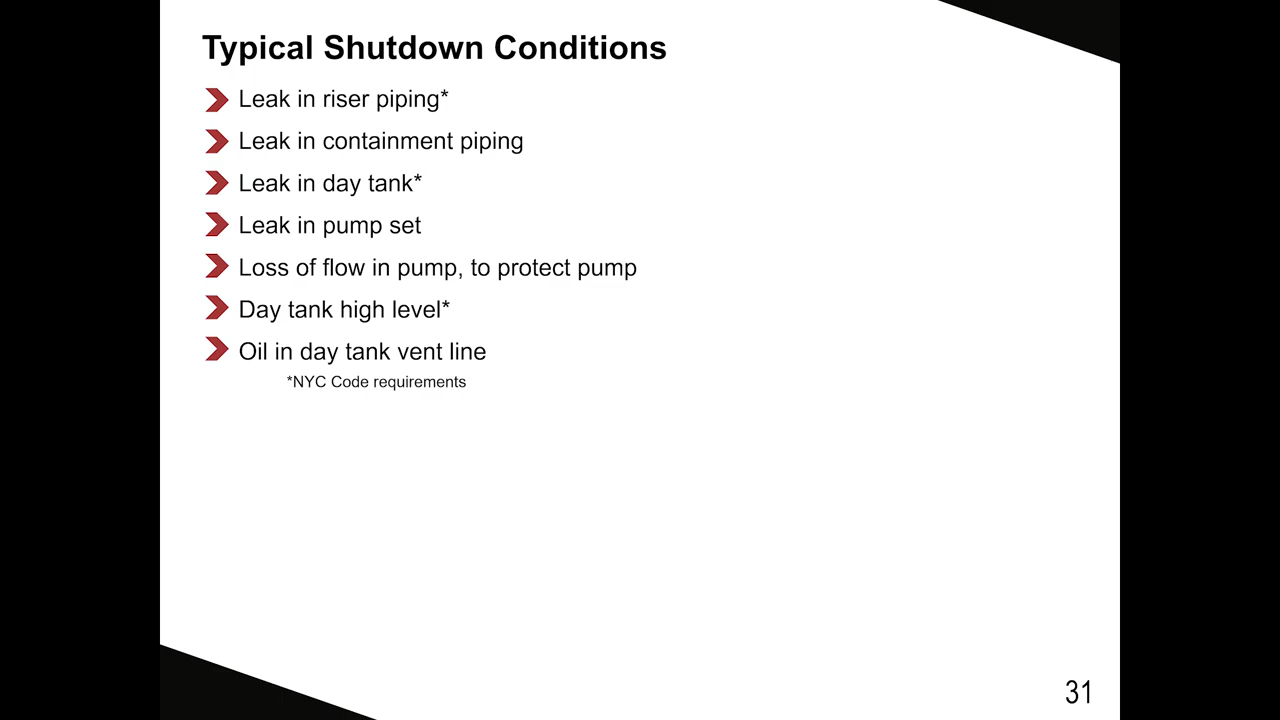 Typical Shutdown Conditions
Leak in riser piping*
Leak in containment piping
Leak in day tank*
Leak in pump set
Loss of flow in pump, to protect pump
Day tank high level*
Oil in day tank vent line
*NYC Code requirements
31